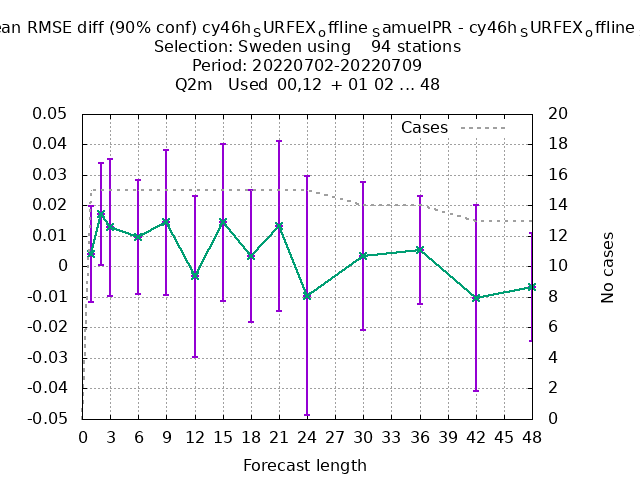 ean RMSE diff (90% conf) cy46h_SURFEX_offline_SamuelPR - cy46h_SURFEX_offline
Selection: Sweden using    94 stations
Period: 20220702-20220709
Q2m   Used  00,12  + 01 02 ... 48
Cases
0.05
0.04
0.03
0.02
0.01
0
-0.01
-0.02
-0.03
-0.04
-0.05
20
18
16
14
12
10
8
6
4
2
0
No cases
0 3 6 9 12 15 18 21 24 27 30 33 36 39 42 45 48
Forecast length